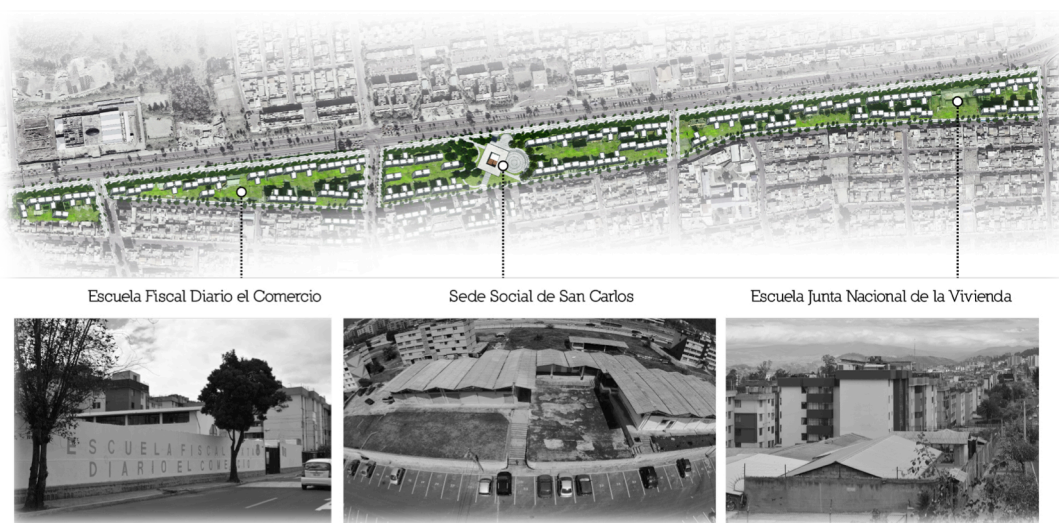 Escuela Fiscal Diario el Comercio
Sede Social de San Carlos
Escuela Junta Nacional de la Vivienda
ESCUELA FISCAL
DIARIO EL COMERCIO